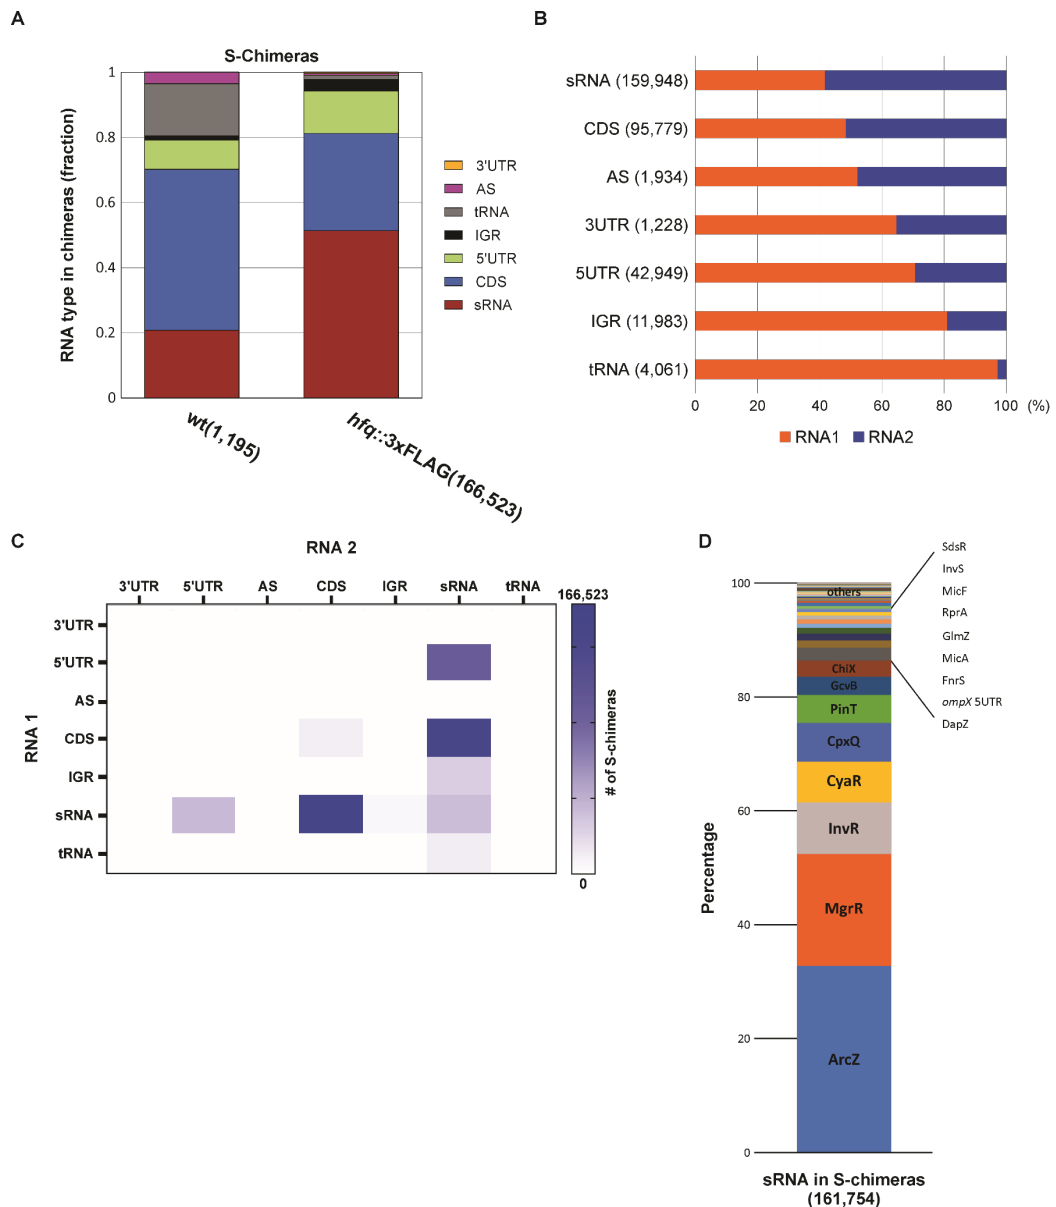 A
S-Chimeras
RNA type in chimeras (fraction)
1
0.8
0.6
0.4
0.2
0
wt(1,195)
hfq::3xFLAG(166,523)
3'UTR
AS
tRNA
IGR
5'UTR
CDS
sRNA
B
sRNA (159,948)
CDS (95,779)
AS (1,934)
3UTR (1,228)
5UTR (42,949)
IGR (11,983)
tRNA (4,061)
0 20 40 60 80 100 (%)
RNA1 RNA2
C
RNA 2
3'UTR 5'UTR AS CDS IGR sRNA tRNA
RNA 1
3'UTR
5'UTR
AS
CDS
IGR
sRNA
tRNA
166,523
# of S-chimeras
0
D
Percentage
100
80
60
40
20
0
others
ChiX
GcvB
PinT
CpxQ
CyaR
InvR
MgrR
ArcZ
SdsR
InvS
MicF
RprA
GlmZ
MicA
FnrS
ompX 5UTR
DapZ
sRNA in S-chimeras
(161,754)